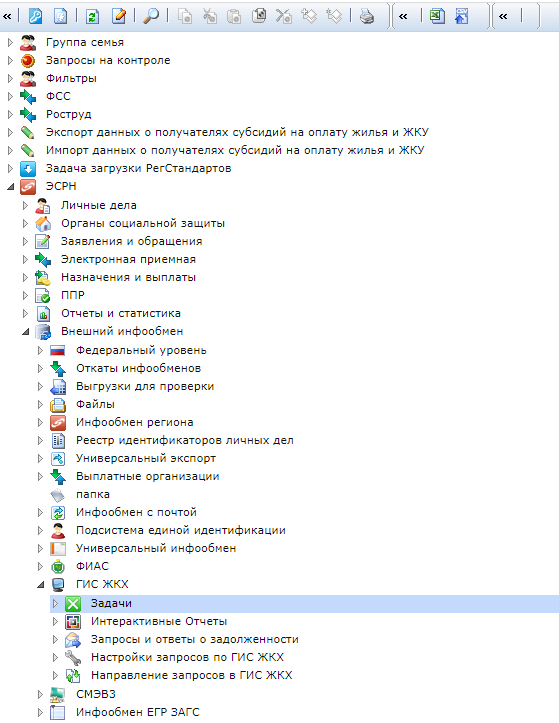 Группа семья
Запросы на контроле
Фильтры
ФСС
Роструд
Экспорт данных о получателях субсидий на оплату жилья и ЖКУ
Импорт данных о получателях субсидий на оплату жилья и ЖКУ
Задача загрузки РегСтандартов
ЭСРН
Личные дела
Органы социальной защиты
Заявления и обращения
Электронная приемная
Назначения и выплаты
ППР
Отчеты и статистика
Внешний инфообмен
Федеральный уровень
Откаты инфообменов
Выгрузки для проверки
Файлы
Инфообмен региона
Реестр идентификаторов личных дел
Универсальный экспорт
Выплатные организации
папка
Инфообмен с почтой
Подсистема единой идентификации
Универсальный инфообмен
ФИАС
ГИС ЖКХ
Задачи
Интерактивные Отчеты
Запросы и ответы о задолженности
Настройки запросов по ГИС ЖКХ
Направление запросов в ГИС ЖКХ
СМЭВ3
Инфообмен ЕГР ЗАГС